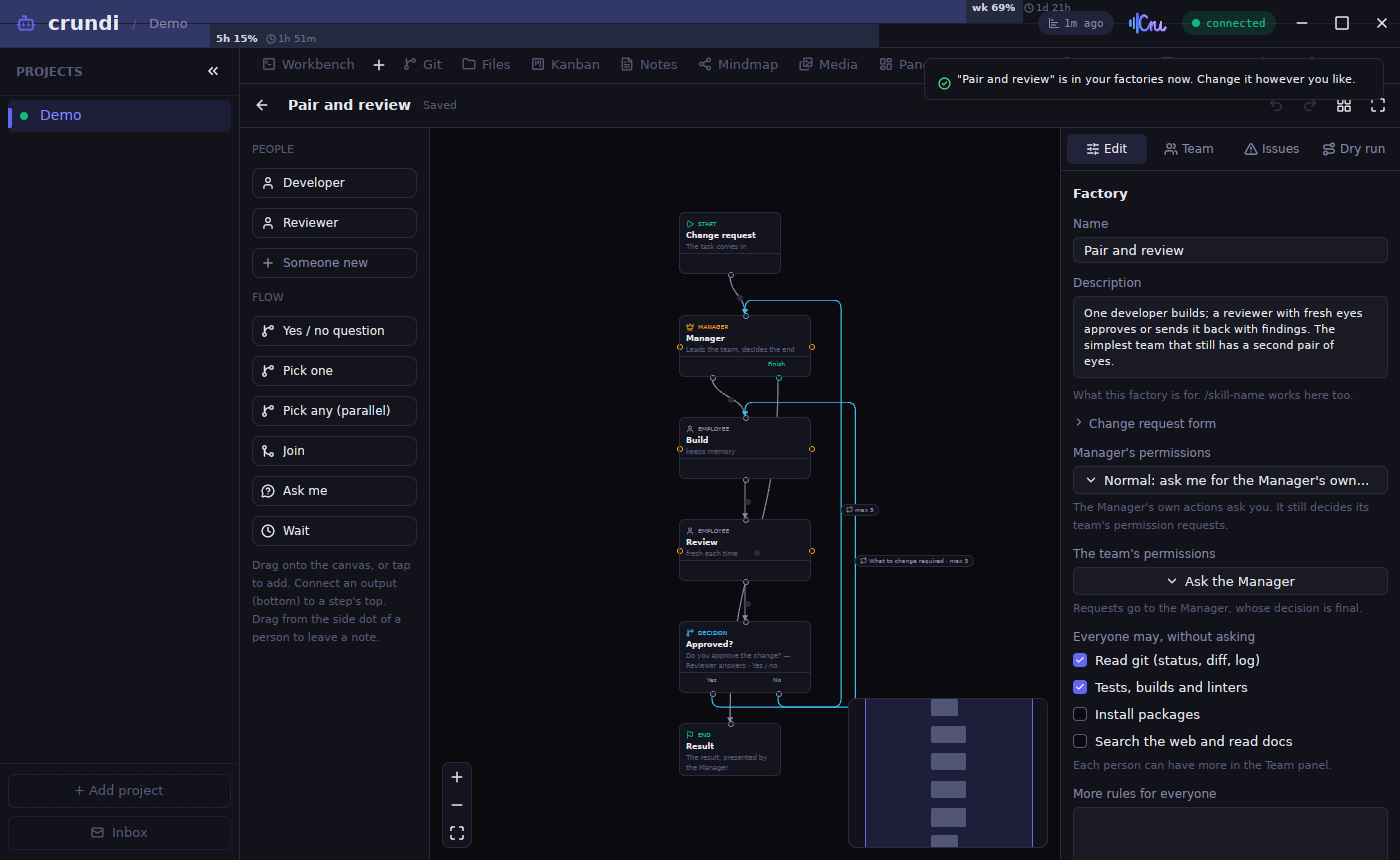 crundi
/
Demo
wk 69%
1d 21h
5h 15%
1h 51m
1m ago
Cru
connected
PROJECTS
Demo
+ Add project
Inbox
Workbench
Git
Files
Kanban
Notes
Mindmap
Media
"Pair and review" is in your factories now. Change it however you like.
Pair and review
Saved
PEOPLE
Developer
Reviewer
Someone new
FLOW
Yes / no question
Pick one
Pick any (parallel)
Join
Ask me
Wait
Drag onto the canvas, or tap
to add. Connect an output
(bottom) to a step's top.
Drag from the side dot of a
person to leave a note.
START
Change request
The task comes in
MANAGER
Manager
Leads the team, decides the end
Finish
EMPLOYEE
Build
keeps memory
max 5
EMPLOYEE
Review
fresh each time
What to change required · max 3
DECISION
Approved?
Do you approve the change? —
Reviewer answers · Yes / no
Yes
No
END
Result
The result, presented by
the Manager
Edit
Team
Issues
Dry run
Factory
Name
Pair and review
Description
One developer builds; a reviewer with fresh eyes
approves or sends it back with findings. The
simplest team that still has a second pair of
eyes.
What this factory is for. /skill-name works here too.
Change request form
Manager's permissions
Normal: ask me for the Manager's own...
The Manager's own actions ask you. It still decides its
team's permission requests.
The team's permissions
Ask the Manager
Requests go to the Manager, whose decision is final.
Everyone may, without asking
Read git (status, diff, log)
Tests, builds and linters
Install packages
Search the web and read docs
Each person can have more in the Team panel.
More rules for everyone